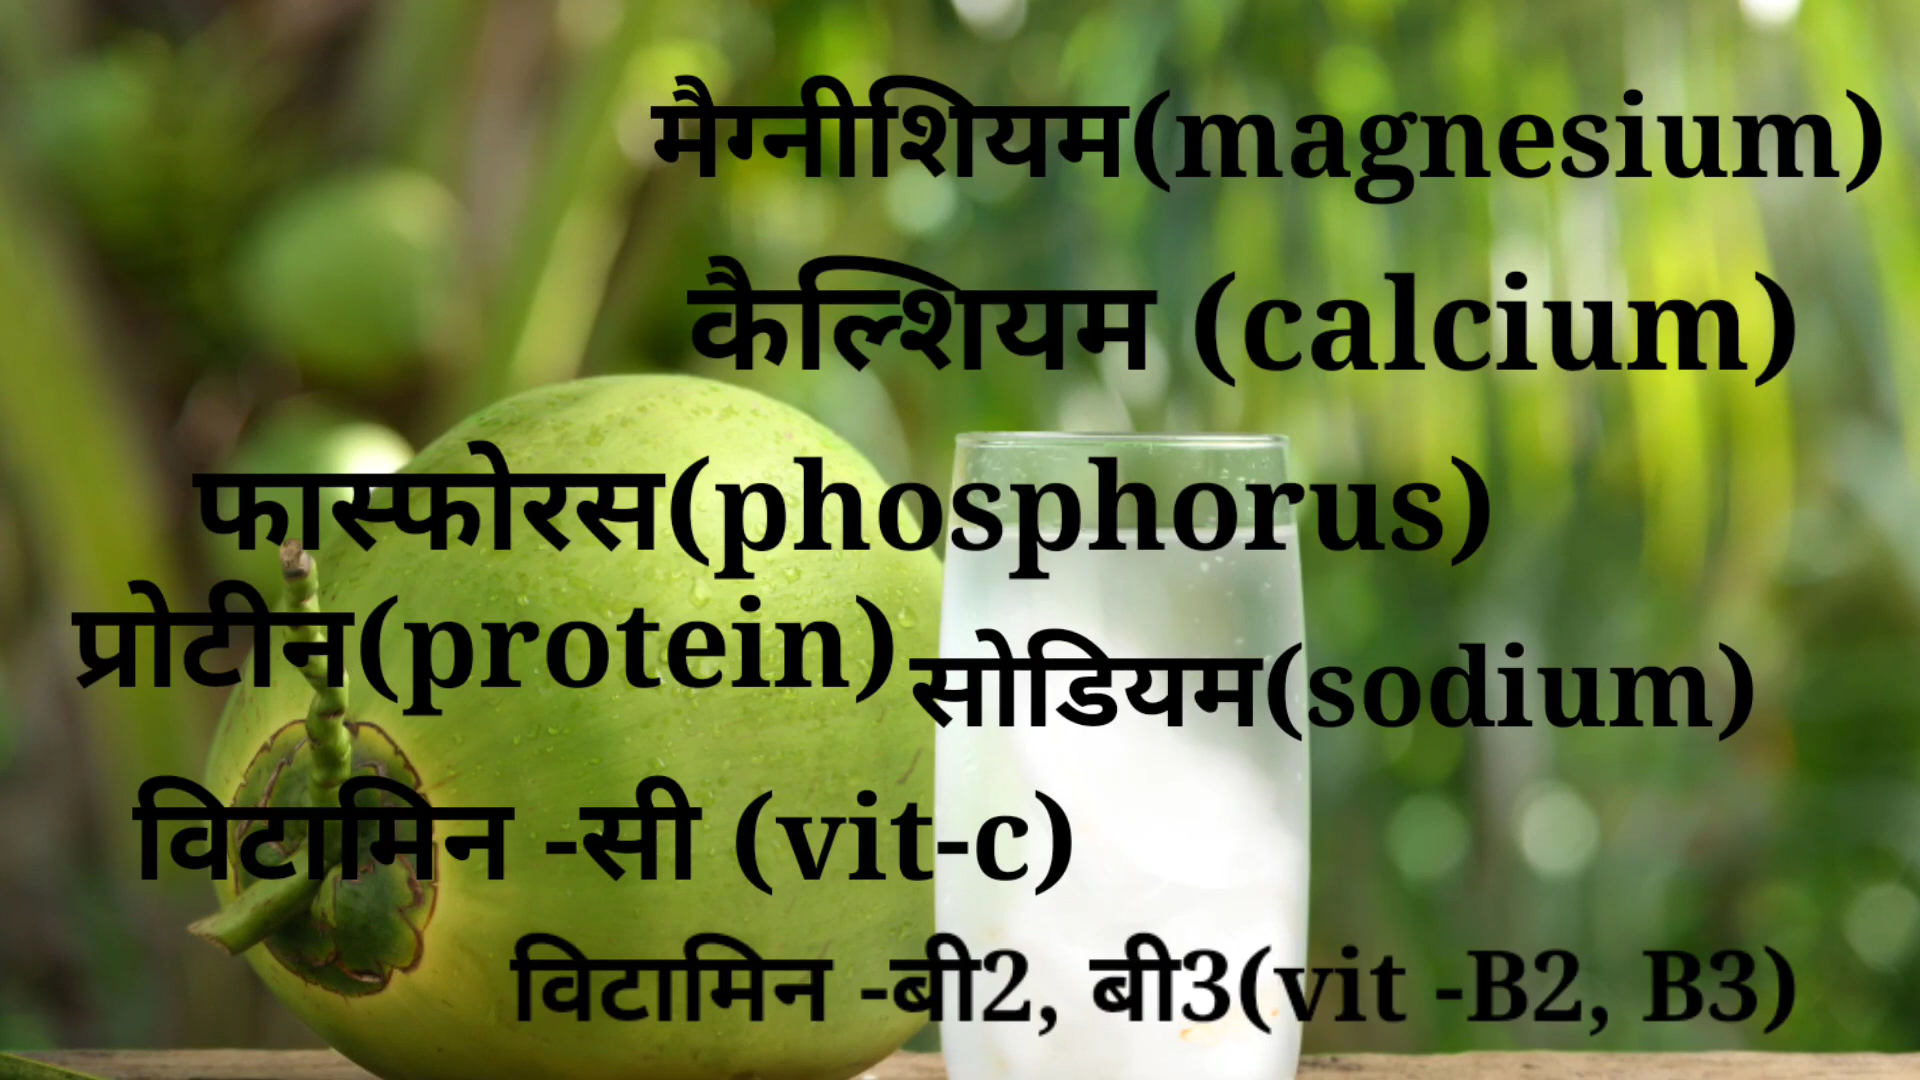 मैग्नीशियम(magnesium)
कैल्शियम (calcium)
फास्फोरस(phosphorus)
प्रोटीन(protein)
सोडियम(sodium)
विटामिन -सी (vit-c)
विटामिन -बी2, बी3(vit -B2, B3)